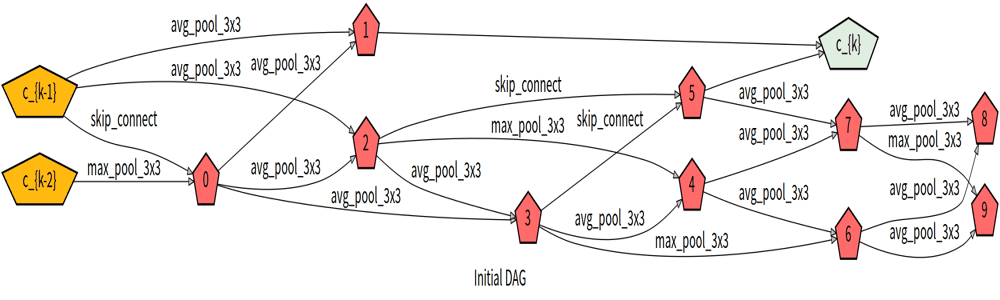 avg_pool_3x3
1
c_{k}
avg_pool_3x3
avg_pool_3x3
c_{k-1}
skip_connect
5
avg_pool_3x3
skip_connect
max_pool_3x3
skip_connect
avg_pool_3x3
7
avg_pool_3x3
8
max_pool_3x3
2
avg_pool_3x3
c_{k-2}
max_pool_3x3
0
avg_pool_3x3
avg_pool_3x3
4
avg_pool_3x3
avg_pool_3x3
avg_pool_3x3
3
avg_pool_3x3
9
max_pool_3x3
6
avg_pool_3x3
Initial DAG